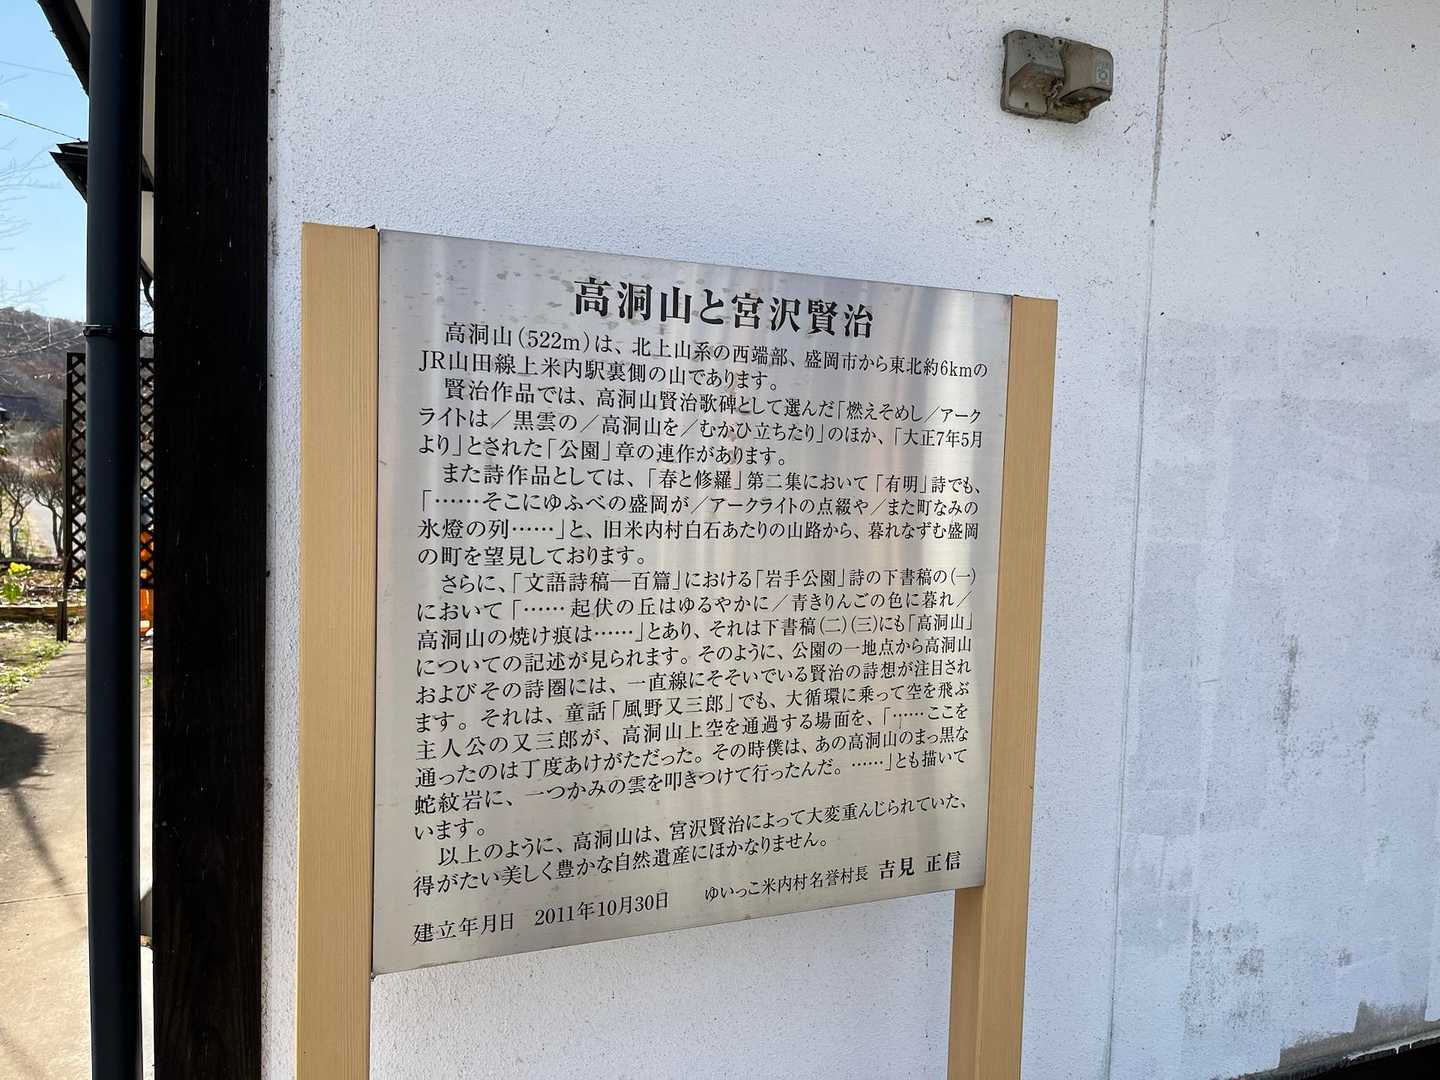 高洞山と宮沢賢治
高洞山（522m）は、北上山系の西端部、盛岡市から東北約6kmの
JR山田線上米内駅裏側の山であります。
賢治作品では、高洞山賢治歌碑として選んだ「燃えそめし／アーク
ライトは／黒雲の／高洞山を／むかひ立ちたり」のほか、「大正7年5月
より」とされた「公園」章の連作があります。
また詩作品としては、「春と修羅」第二集において「有明」詩でも、
「……そこにゆふべの盛岡が／アークライトの点綴や／また町なみの
氷燈の列……」と、旧米内村白石あたりの山路から、暮れなずむ盛岡
の町を望見しております。
さらに、「文語詩稿一百篇」における「岩手公園」詩の下書稿の（一）
において「……起伏の丘はゆるやかに／青きりんごの色に暮れ／
高洞山の焼け痕は……」とあり、それは下書稿（二）（三）にも「高洞山」
についての記述が見られます。そのように、公園の一地点から高洞山
およびその詩圏には、一直線にそそいでいる賢治の詩想が注目され
ます。それは、童話「風野又三郎」でも、大循環に乗って空を飛ぶ
主人公の又三郎が、高洞山上空を通過する場面を、「……ここを
通ったのは丁度あけがただった。その時僕は、あの高洞山のまっ黒な
蛇紋岩に、一つかみの雲を叩きつけて行ったんだ。……」とも描いて
います。
以上のように、高洞山は、宮沢賢治によって大変重んじられていた、
得がたい美しく豊かな自然遺産にほかなりません。
建立年月日　2011年10月30日　ゆいっこ米内村名誉村長　吉見 正信